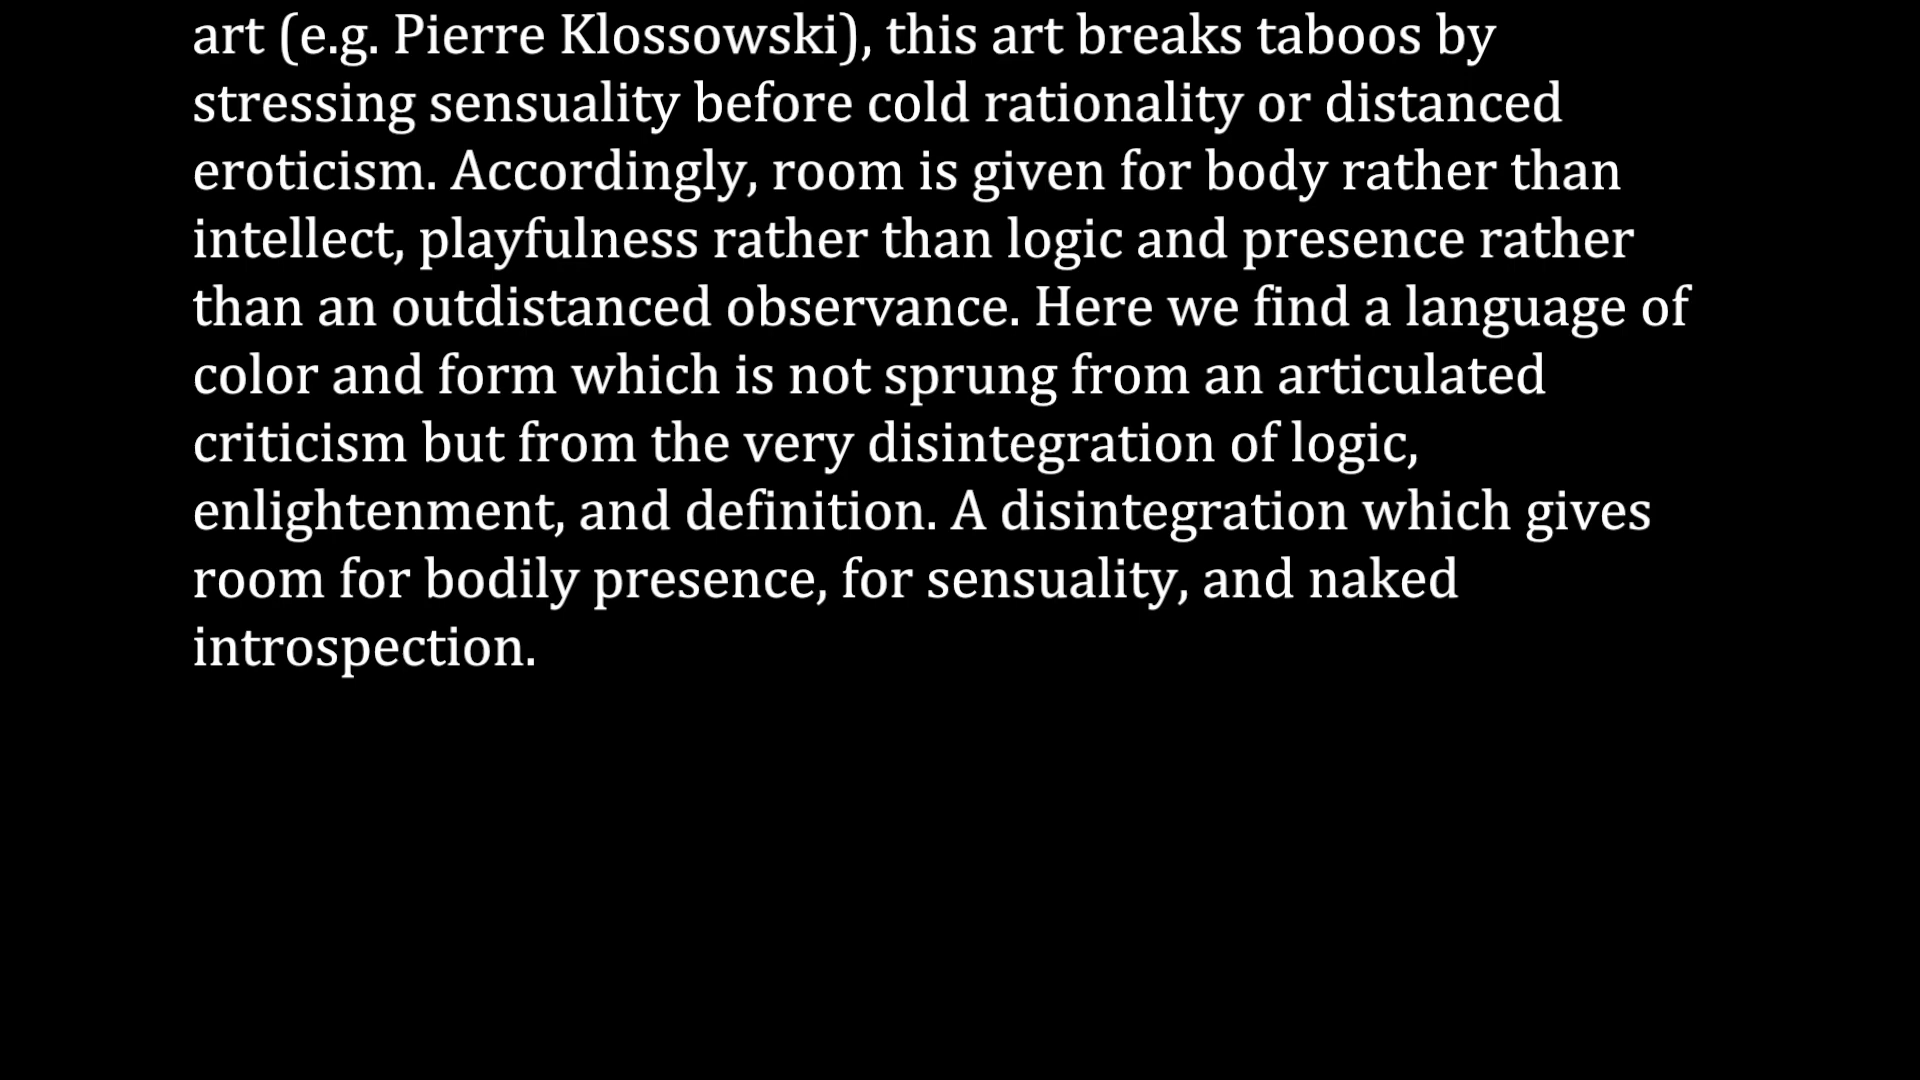 art (e.g. Pierre Klossowski), this art breaks taboos by
stressing sensuality before cold rationality or distanced
eroticism. Accordingly, room is given for body rather than
intellect, playfulness rather than logic and presence rather
than an outdistanced observance. Here we find a language of
color and form which is not sprung from an articulated
criticism but from the very disintegration of logic,
enlightenment, and definition. A disintegration which gives
room for bodily presence, for sensuality, and naked
introspection.